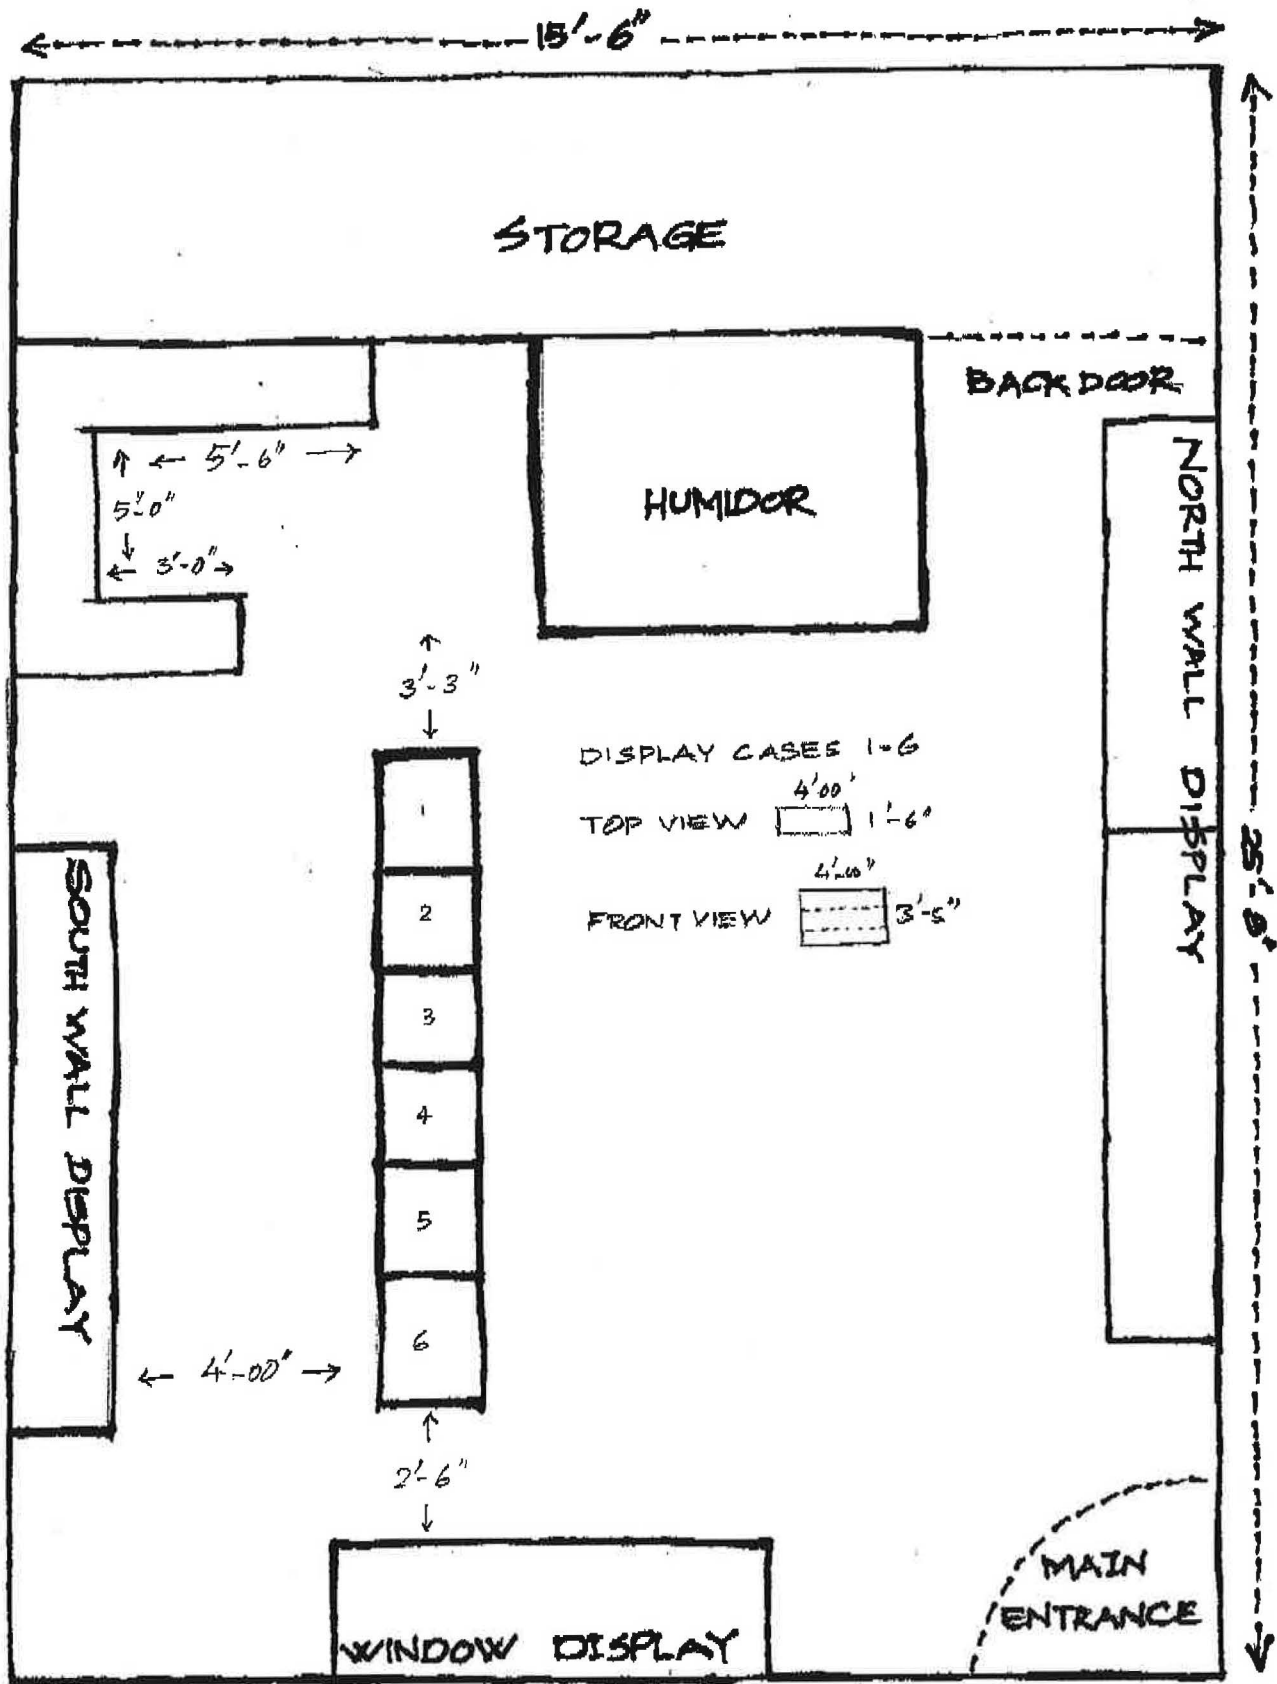 15'-6"
STORAGE
BACK DOOR
5'-6"
5'-0"
3'-0"
HUMIDOR
NORTH WALL DISPLAY
3'-3"
DISPLAY CASES 1-6
4'00'
TOP VIEW 1'-6"
4'-00"
FRONT VIEW 3'-5"
25'-8"
1
2
3
4
5
6
SOUTH WALL DISPLAY
4'-00"
2'-6"
MAIN
ENTRANCE
WINDOW DISPLAY